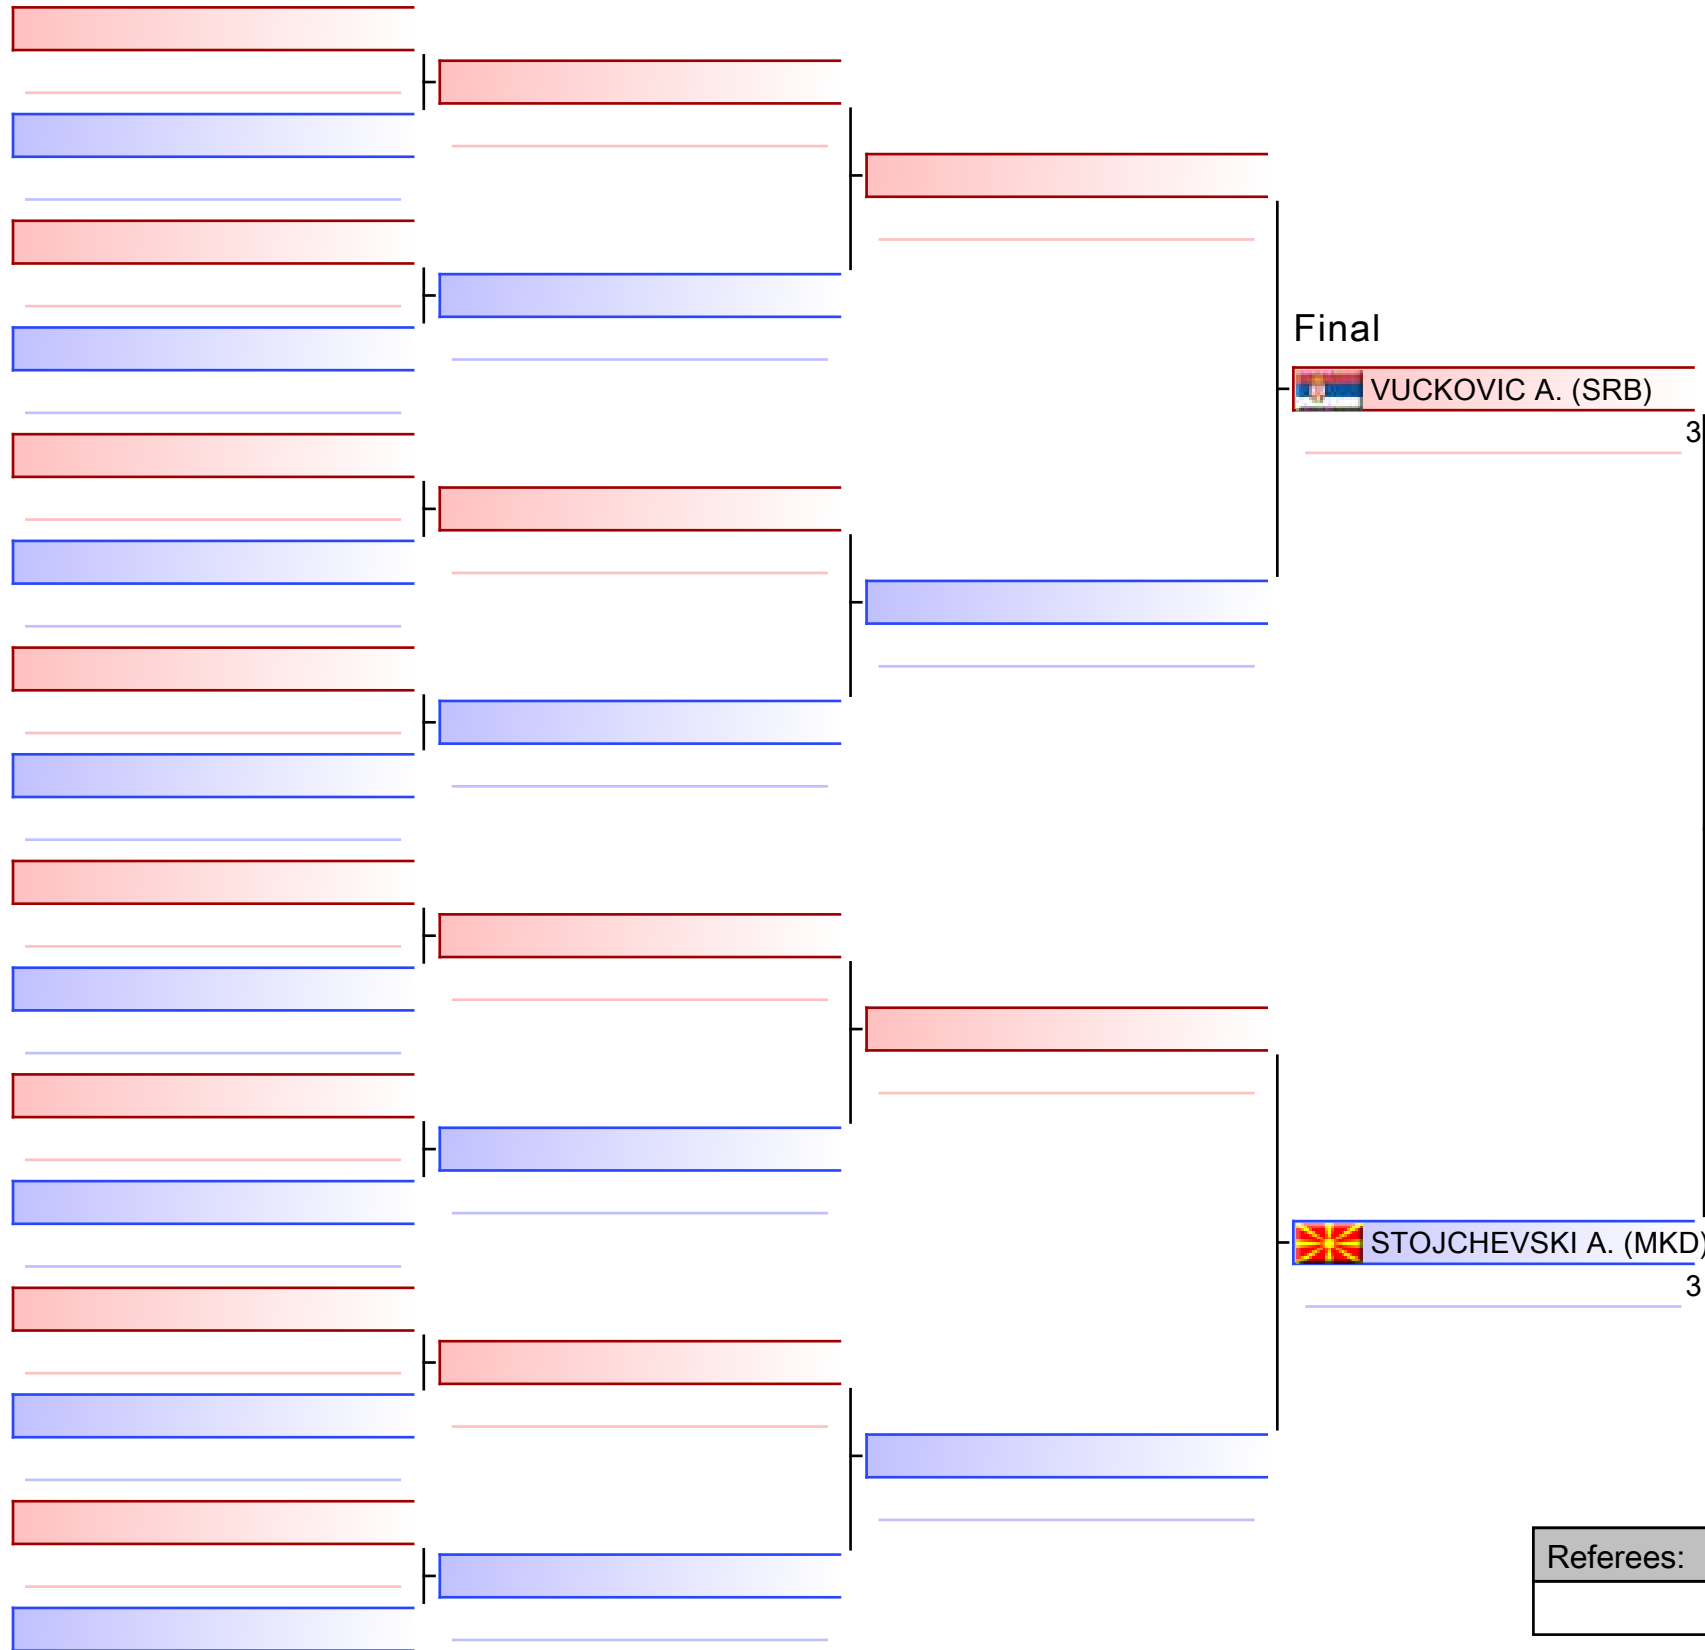 Final
VUCKOVIC A. (SRB)
3
STOJCHEVSKI A. (MKD)
3
Referees: